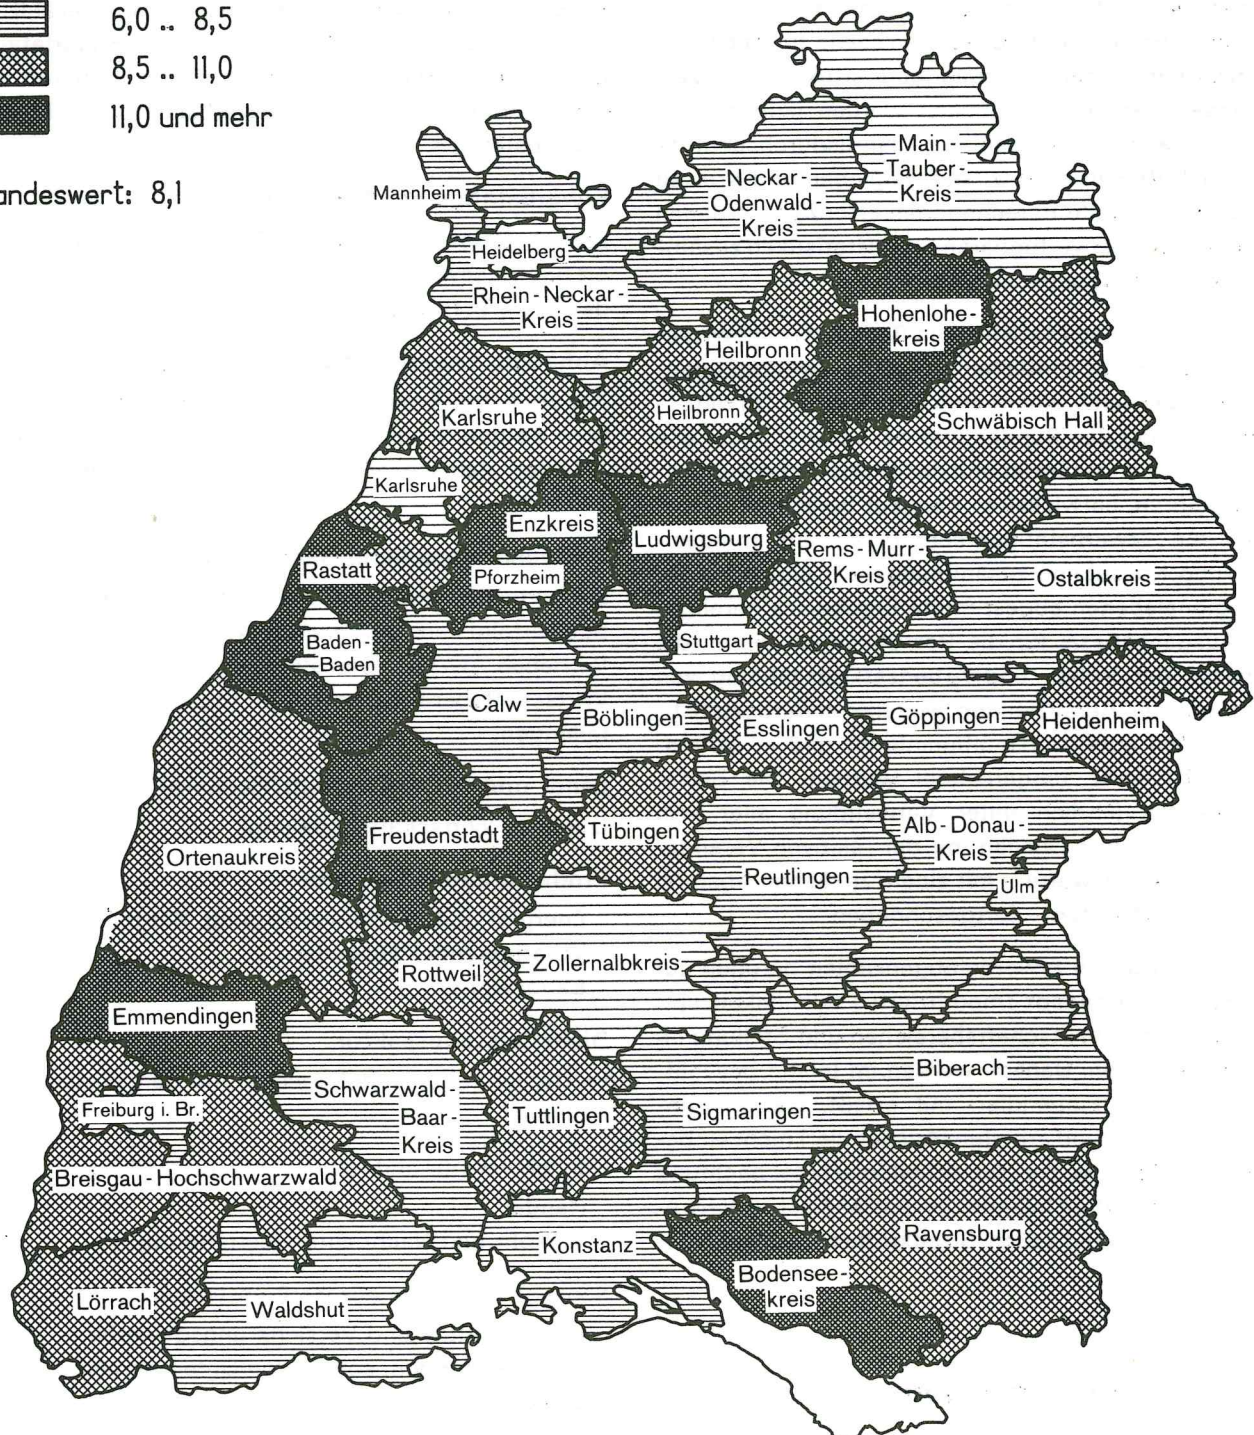 6,0 .. 8,5
8,5 .. 11,0
11,0 und mehr
andeswert: 8,1
Main-
Tauber-
Kreis
Mannheim
Neckar-
Odenwald-
Kreis
Heidelberg
Rhein-Neckar-
Kreis
Hohenlohe-
kreis
Heilbronn
Heilbronn
Karlsruhe
Schwäbisch Hall
Karlsruhe
Enzkreis
Ludwigsburg
Rems-Murr-
Kreis
Rastatt
Pforzheim
Ostalbkreis
Baden-
Baden
Stuttgart
Calw
Böblingen
Esslingen
Göppingen
Heidenheim
Freudenstadt
Tübingen
Alb-Donau-
Kreis
Ortenaukreis
Reutlingen
Ulm
Zollernalbkreis
Rottweil
Emmendingen
Biberach
Schwarzwald-
Baar-
Kreis
Freiburg i. Br.
Tuttlingen
Sigmaringen
Breisgau-Hochschwarzwald
Ravensburg
Konstanz
Bodensee-
kreis
Lörrach
Waldshut